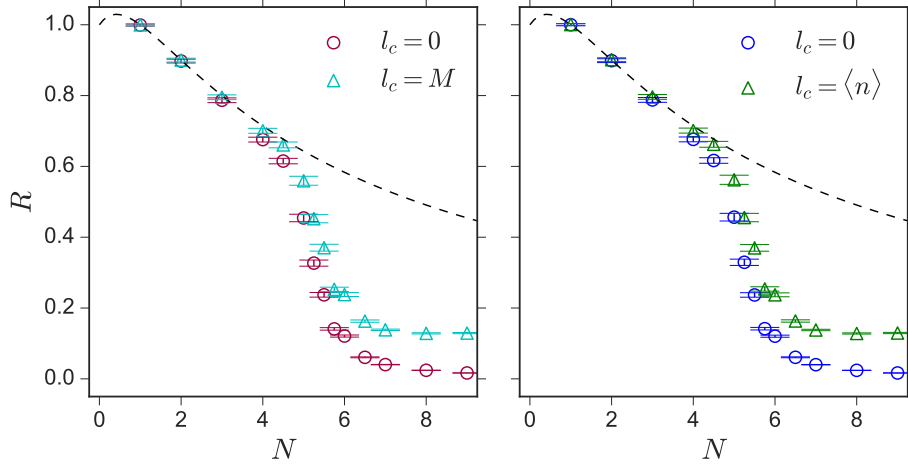 1.0
0.8
0.6
0.4
0.2
0.0
R
0 2 4 6 8
N
l_c = 0
l_c = M
0 2 4 6 8
N
l_c = 0
l_c = ⟨n⟩